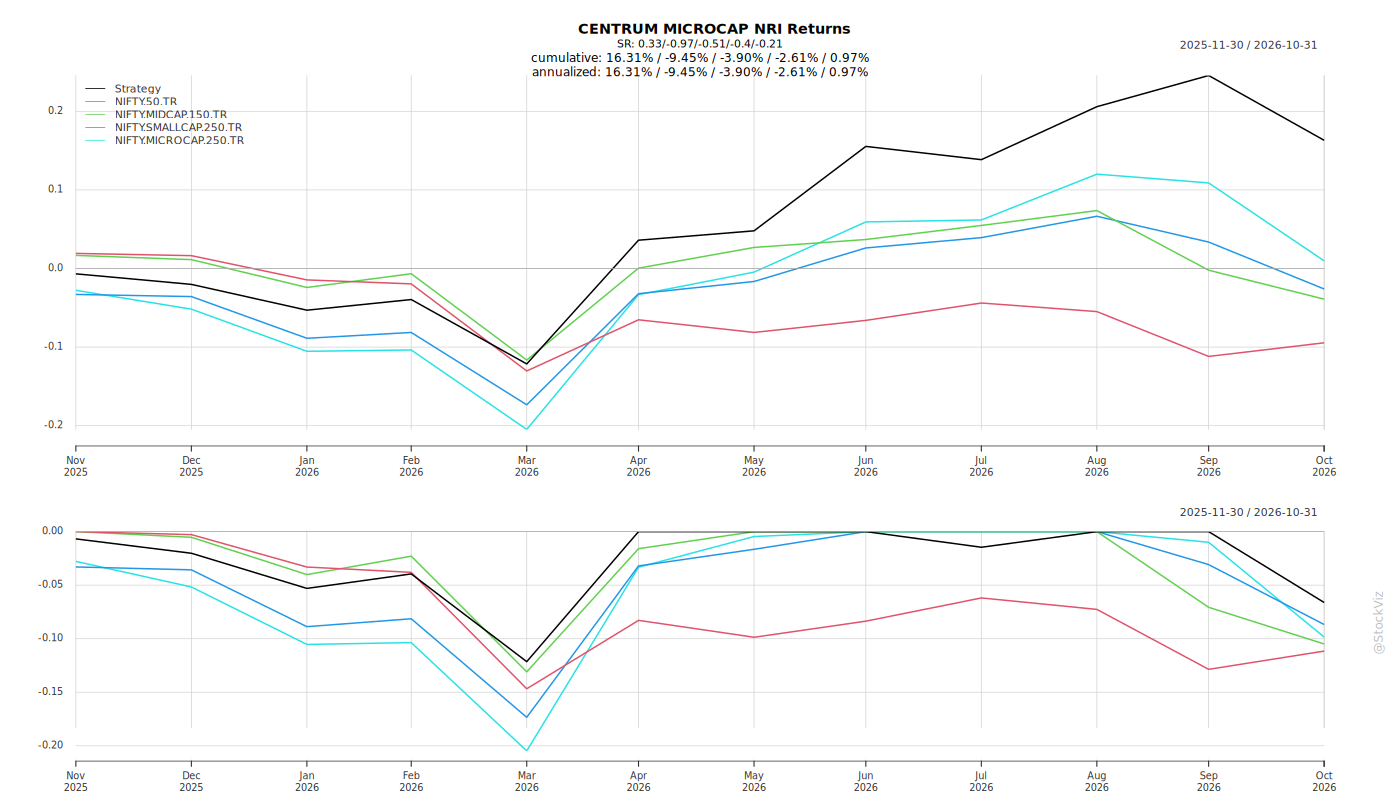 CENTRUM MICROCAP NRI Returns
SR: 0.33/-0.97/-0.51/-0.4/-0.21
cumulative: 16.31% / -9.45% / -3.90% / -2.61% / 0.97%
annualized: 16.31% / -9.45% / -3.90% / -2.61% / 0.97%
2025-11-30 / 2026-10-31
Strategy
NIFTY.50.TR
NIFTY.MIDCAP.150.TR
NIFTY.SMALLCAP.250.TR
NIFTY.MICROCAP.250.TR
0.2
0.1
0.0
-0.1
-0.2
Nov Dec Jan Feb Mar Apr May Jun Jul Aug Sep Oct
2025 2025 2026 2026 2026 2026 2026 2026 2026 2026 2026 2026
2025-11-30 / 2026-10-31
0.00
-0.05
-0.10
-0.15
-0.20
Nov Dec Jan Feb Mar Apr May Jun Jul Aug Sep Oct
2025 2025 2026 2026 2026 2026 2026 2026 2026 2026 2026 2026
@StockViz